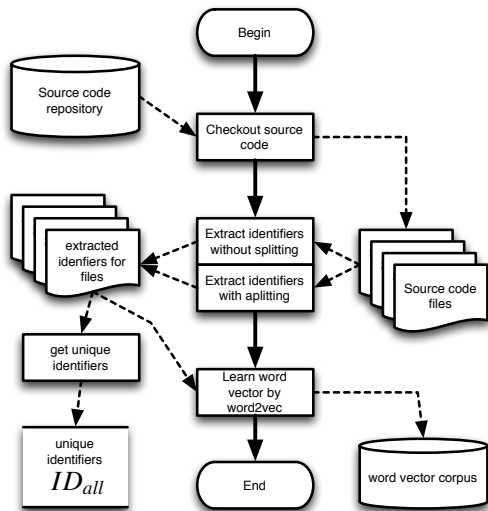 Begin
Source code
repository
Checkout source
code
Extract identifiers
without splitting
extracted
idenfiers for
files
Extract identifiers
with aplitting
Source code
files
get unique
identifiers
Learn word
vector by
word2vec
unique
identifiers
ID_all
End
word vector corpus